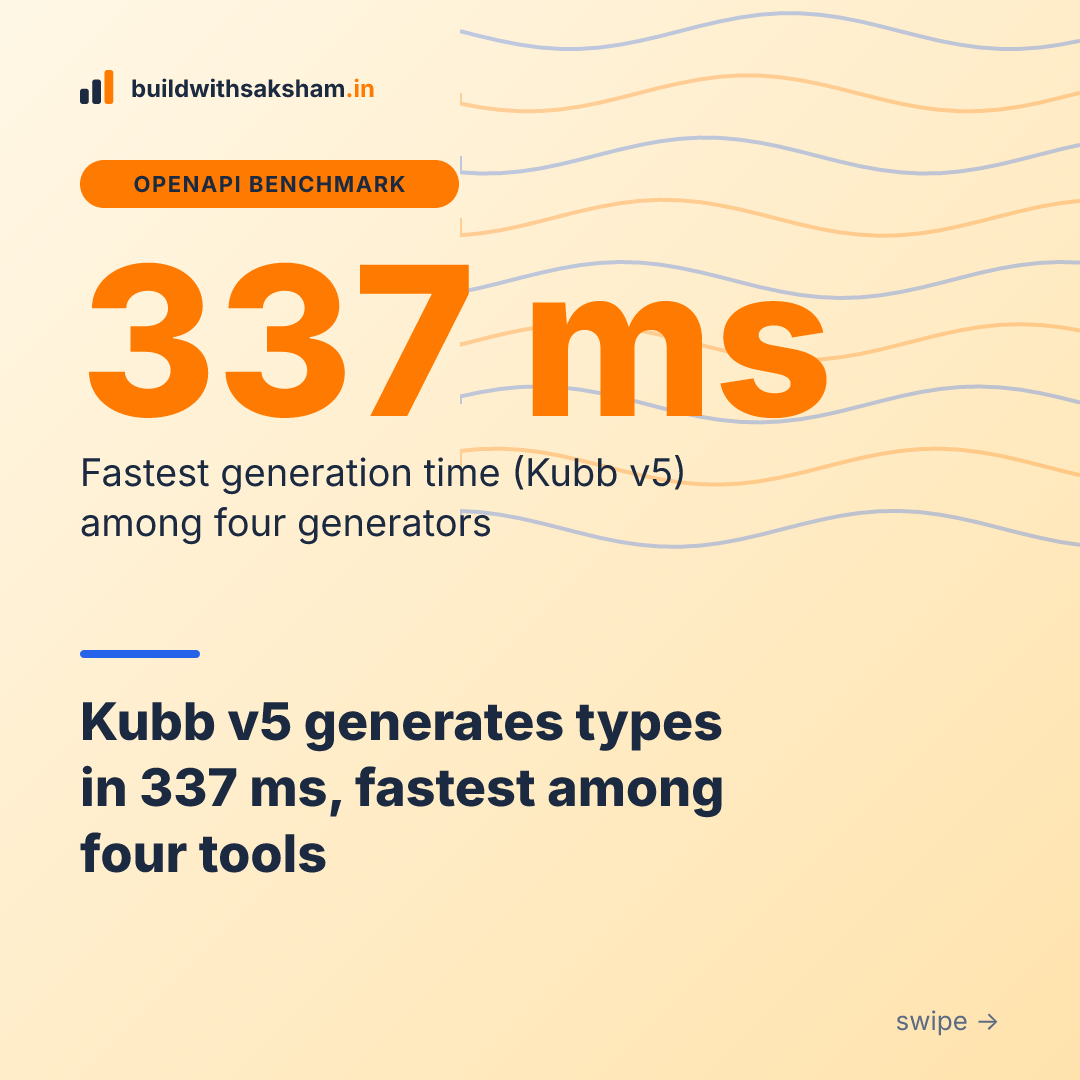 buildwithsaksham.in
OPENAPI BENCHMARK
337 ms
Fastest generation time (Kubb v5)
among four generators
Kubb v5 generates types
in 337 ms, fastest among
four tools
swipe →